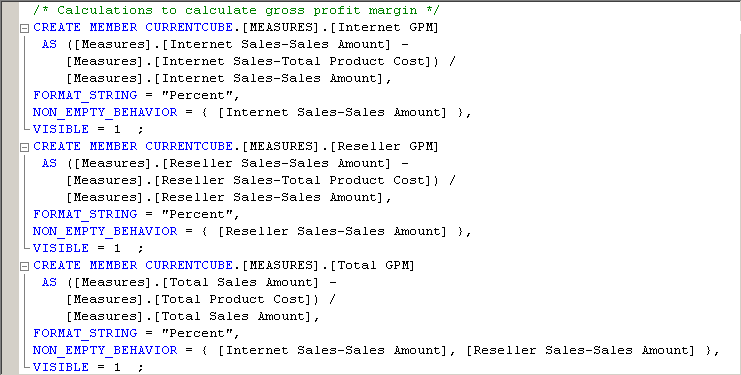 /* Calculations to calculate gross profit margin */
CREATE MEMBER CURRENTCUBE.[MEASURES].[Internet GPM]
AS ([Measures].[Internet Sales-Sales Amount] -
[Measures].[Internet Sales-Total Product Cost]) /
[Measures].[Internet Sales-Sales Amount],
FORMAT_STRING = "Percent",
NON_EMPTY_BEHAVIOR = { [Internet Sales-Sales Amount] },
VISIBLE = 1  ;
CREATE MEMBER CURRENTCUBE.[MEASURES].[Reseller GPM]
AS ([Measures].[Reseller Sales-Sales Amount] -
[Measures].[Reseller Sales-Total Product Cost]) /
[Measures].[Reseller Sales-Sales Amount],
FORMAT_STRING = "Percent",
NON_EMPTY_BEHAVIOR = { [Reseller Sales-Sales Amount] },
VISIBLE = 1  ;
CREATE MEMBER CURRENTCUBE.[MEASURES].[Total GPM]
AS ([Measures].[Total Sales Amount] -
[Measures].[Total Product Cost]) /
[Measures].[Total Sales Amount],
FORMAT_STRING = "Percent",
NON_EMPTY_BEHAVIOR = { [Internet Sales-Sales Amount], [Reseller Sales-Sales Amount] },
VISIBLE = 1  ;